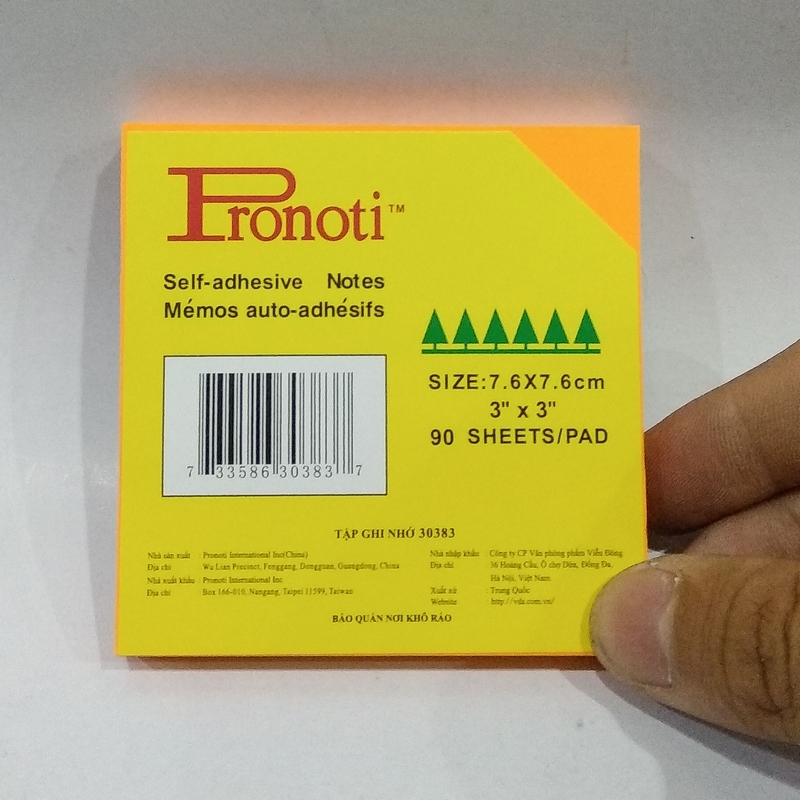 Pronoti™
Self-adhesive Notes
Mémos auto-adhésifs
SIZE:7.6X7.6cm
3" x 3"
90 SHEETS/PAD
7 33586 30383 7
TẬP GHI NHỚ 30383
Nhà sản xuất : Pronoti International Inc(China)
Địa chỉ : Wu Lian Precinct, Fenggang, Dongguan, Guangdong, China
Nhà xuất khẩu : Pronoti International Inc
Địa chỉ : Box 166-010, Nangang, Taipei 11599, Taiwan
Nhà nhập khẩu : Công ty CP Văn phòng phẩm Viễn Đông
Địa chỉ : 36 Hoàng Cầu, Ô chợ Dừa, Đống Đa,
Hà Nội, Việt Nam
Xuất xứ : Trung Quốc
Website : http://vda.com.vn/
BẢO QUẢN NƠI KHÔ RÁO